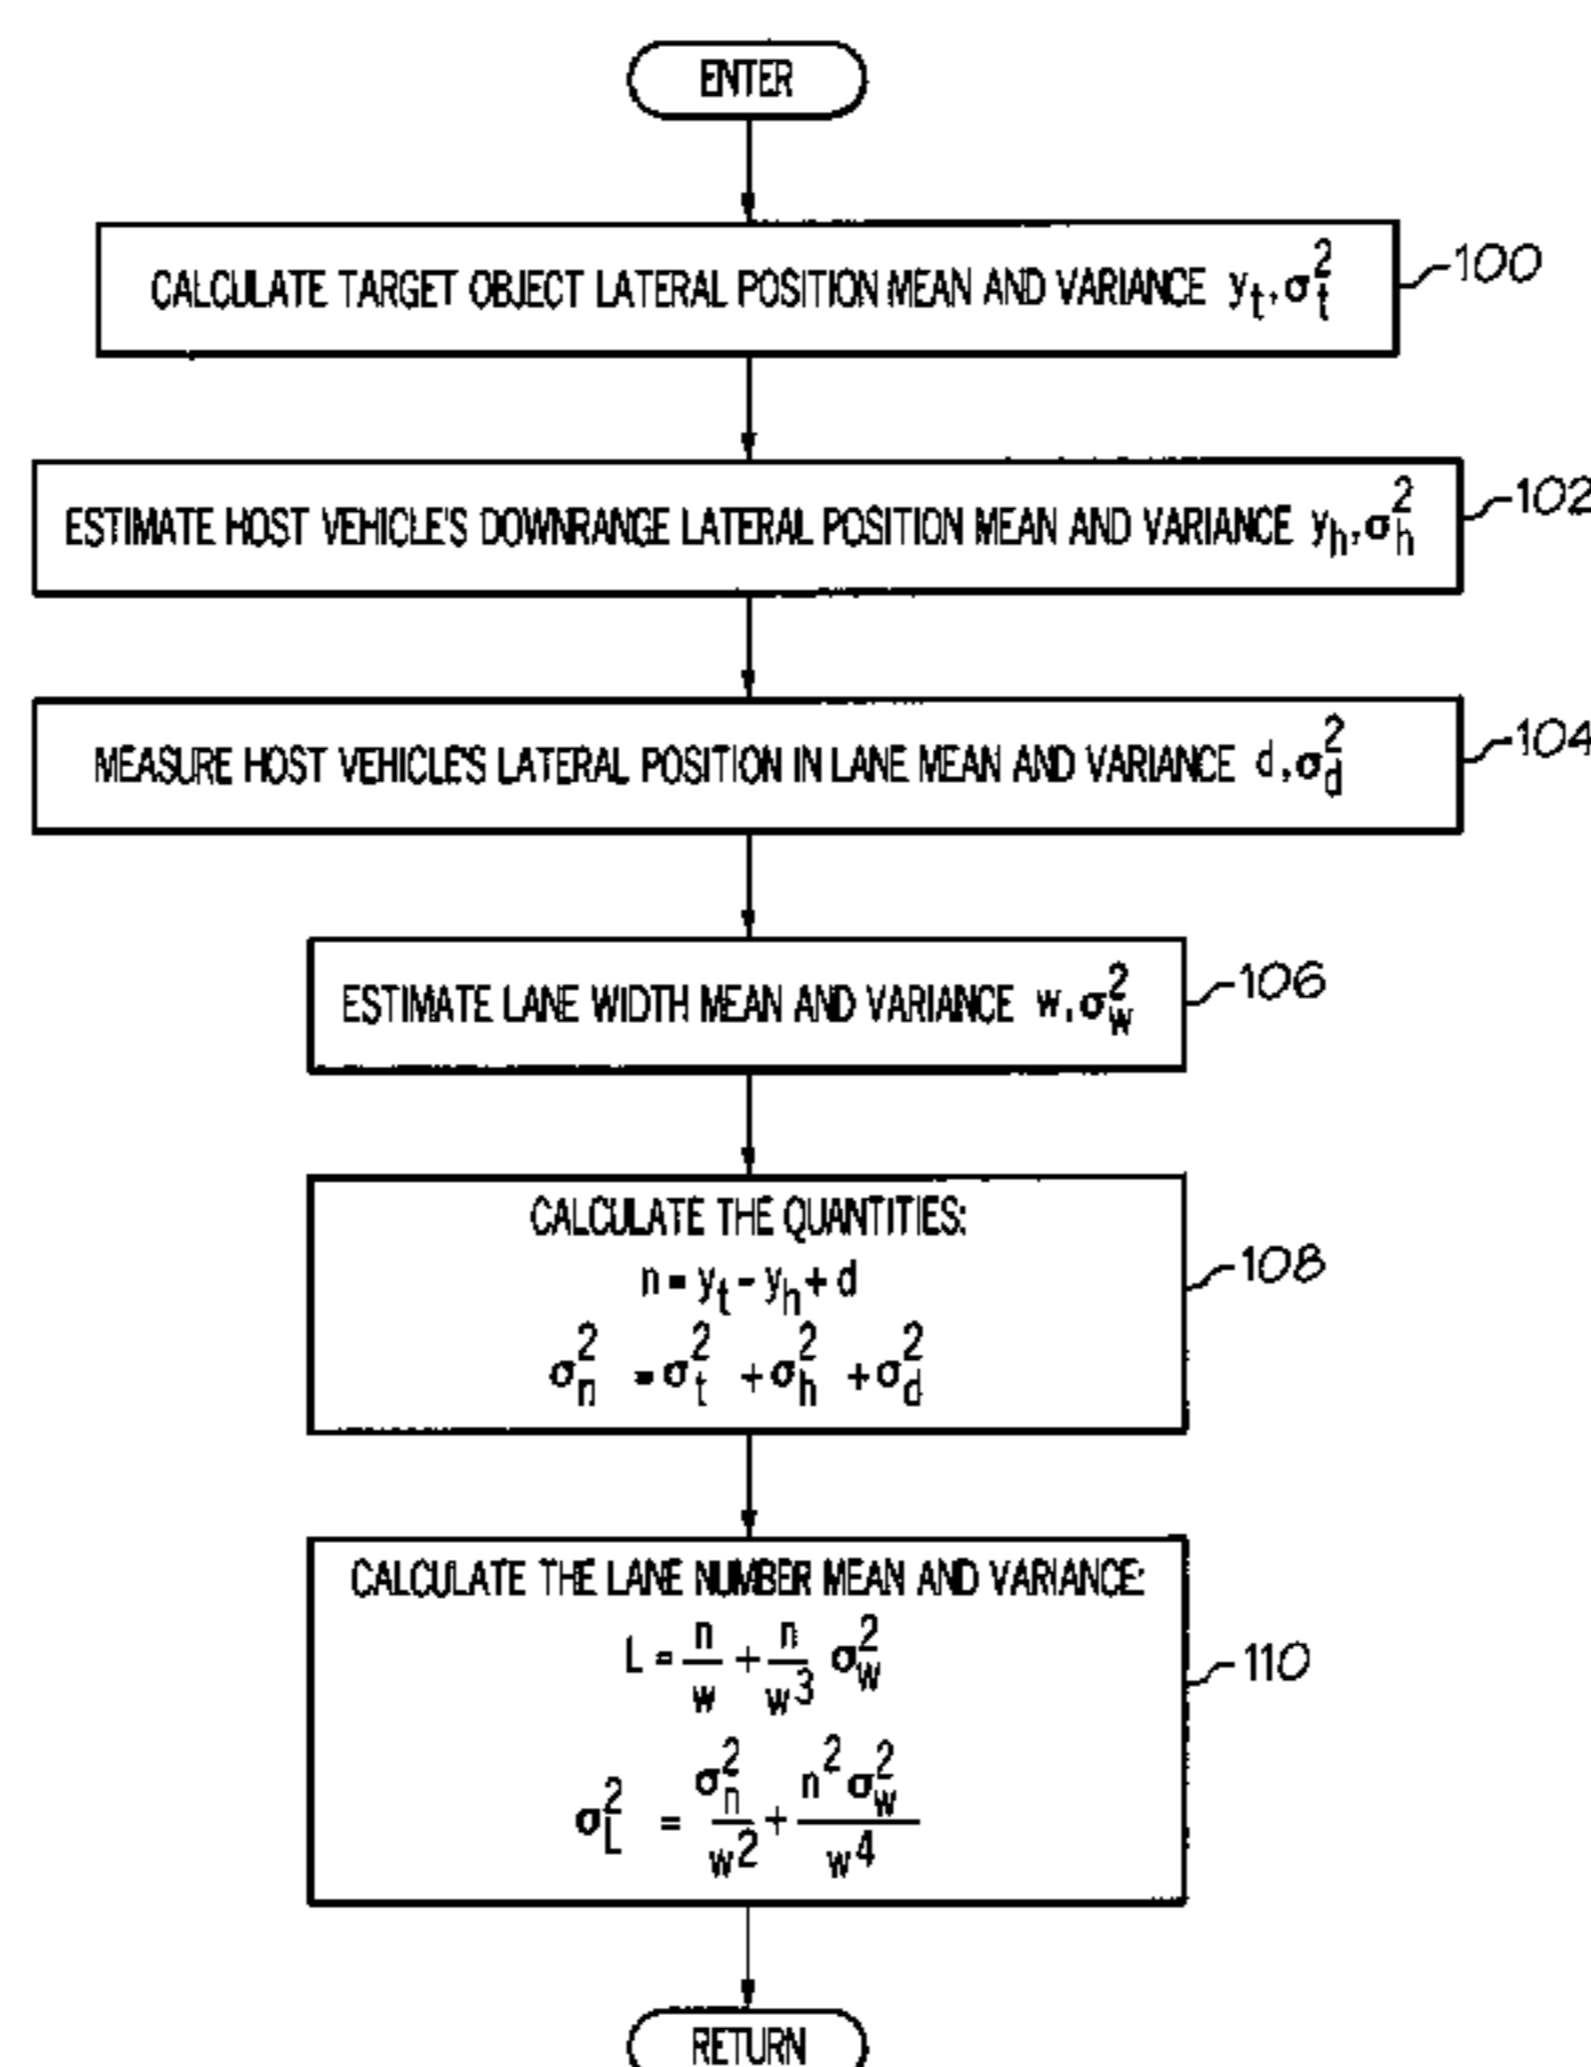 ENTER
CALCULATE TARGET OBJECT LATERAL POSITION MEAN AND VARIANCE y_t, σ_t^2
100
ESTIMATE HOST VEHICLE'S DOWNRANGE LATERAL POSITION MEAN AND VARIANCE y_h, σ_h^2
102
MEASURE HOST VEHICLE'S LATERAL POSITION IN LANE MEAN AND VARIANCE d, σ_d^2
104
ESTIMATE LANE WIDTH MEAN AND VARIANCE w, σ_w^2
106
CALCULATE THE QUANTITIES:
n = y_t - y_h + d
σ_n^2 = σ_t^2 + σ_h^2 + σ_d^2
108
CALCULATE THE LANE NUMBER MEAN AND VARIANCE:
L = n/w + n/w^3 σ_w^2
σ_L^2 = σ_n^2/w^2 + n^2 σ_w^2/w^4
110
RETURN